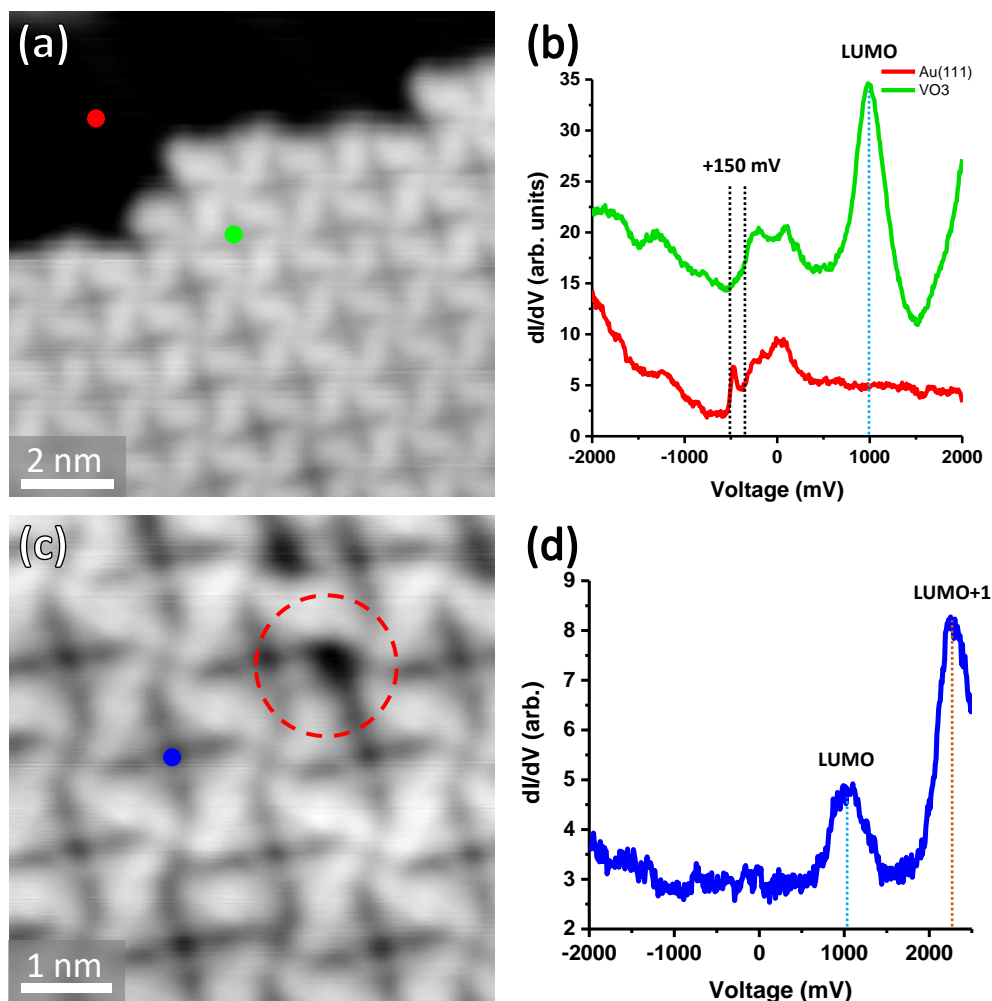 (a)
2 nm
(b)
LUMO
Au(111)
VO3
+150 mV
35
30
25
20
15
10
5
0
dI/dV (arb. units)
-2000 -1000 0 1000 2000
Voltage (mV)
(c)
1 nm
(d)
LUMO+1
LUMO
9
8
7
6
5
4
3
2
dI/dV (arb.)
-2000 -1000 0 1000 2000
Voltage (mV)